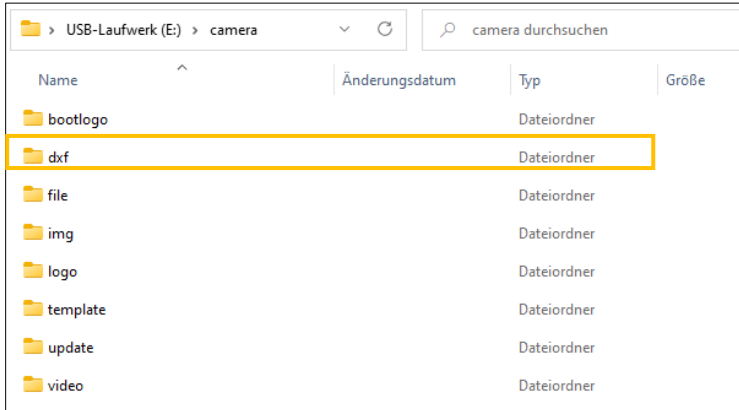 USB-Laufwerk (E:) > camera camera durchsuchen
Name Änderungsdatum Typ Größe
bootlogo Dateiordner
dxf Dateiordner
file Dateiordner
img Dateiordner
logo Dateiordner
template Dateiordner
update Dateiordner
video Dateiordner